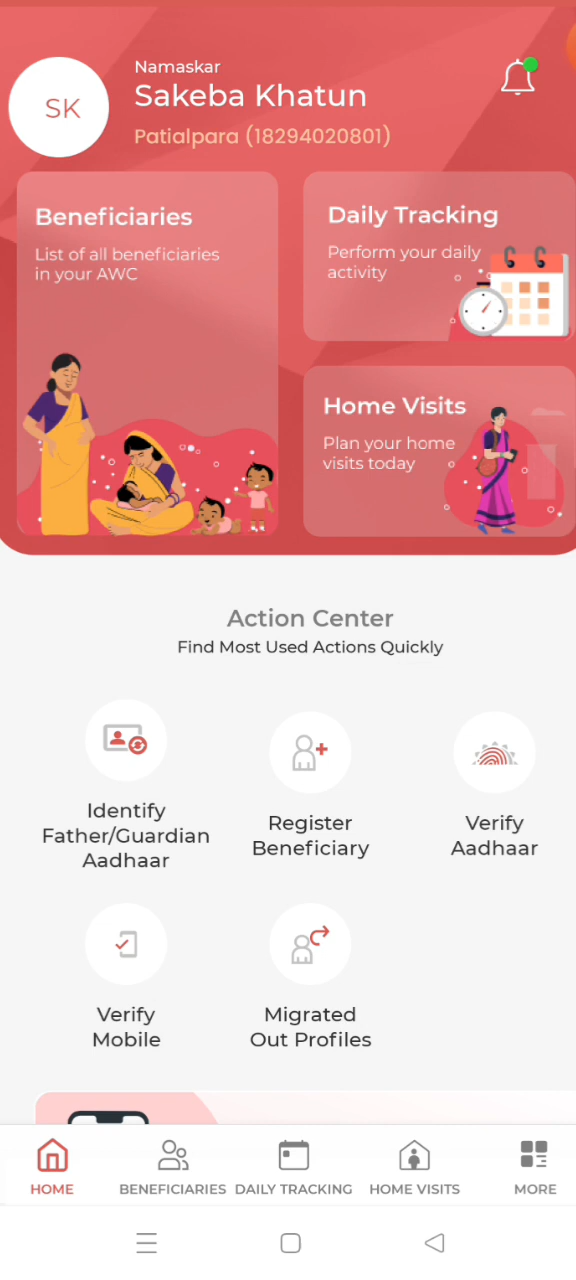 SK
Namaskar
Sakeba Khatun
Patialpara (18294020801)
Beneficiaries
List of all beneficiaries
in your AWC
Daily Tracking
Perform your daily
activity
Home Visits
Plan your home
visits today
Action Center
Find Most Used Actions Quickly
Identify
Father/Guardian
Aadhaar
Register
Beneficiary
Verify
Aadhaar
Verify
Mobile
Migrated
Out Profiles
HOME
BENEFICIARIES
DAILY TRACKING
HOME VISITS
MORE